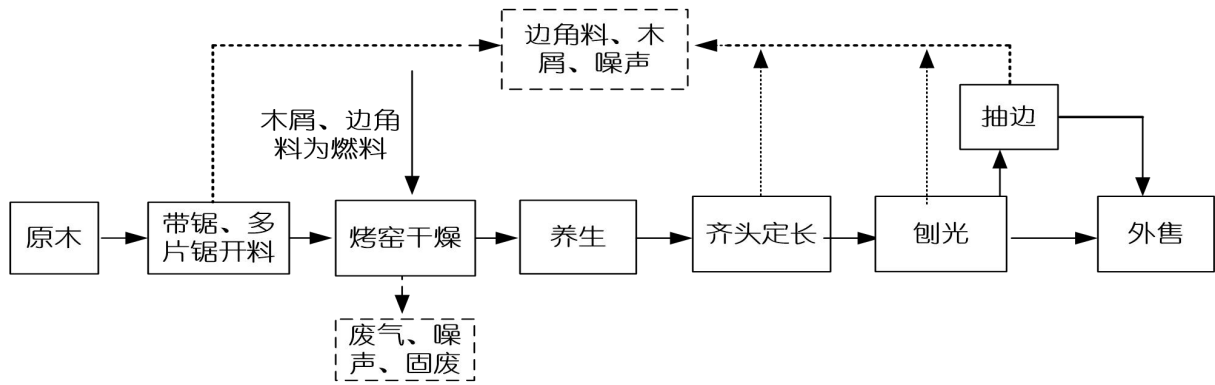 边角料、木
屑、噪声
木屑、边角
料为燃料
抽边
原木
带锯、多
片锯开料
烤窑干燥
养生
齐头定长
刨光
外售
废气、噪
声、固废